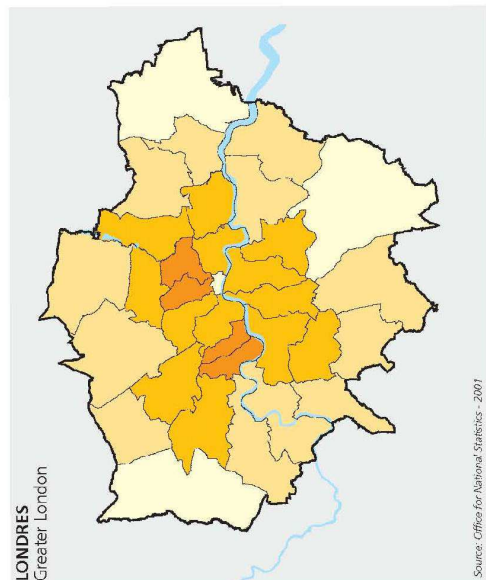 LONDRES
Greater London
Source: Office for National Statistics - 2001